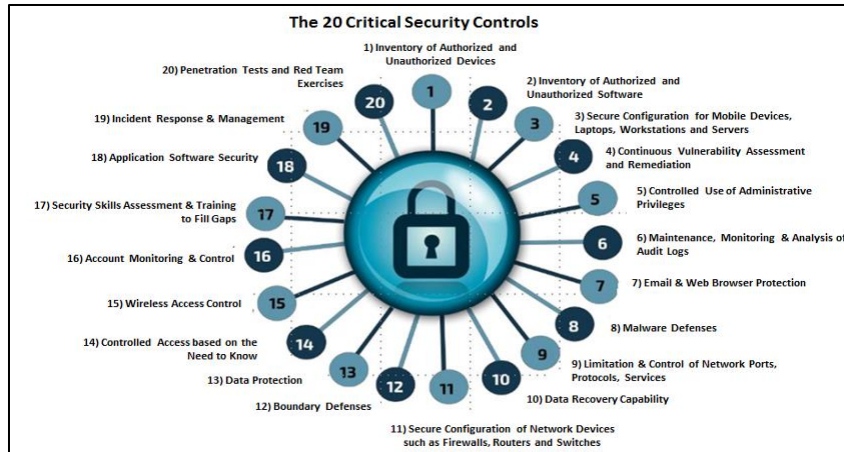 The 20 Critical Security Controls
1) Inventory of Authorized and
Unauthorized Devices
2) Inventory of Authorized and
Unauthorized Software
3) Secure Configuration for Mobile Devices,
Laptops, Workstations and Servers
4) Continuous Vulnerability Assessment
and Remediation
5) Controlled Use of Administrative
Privileges
6) Maintenance, Monitoring & Analysis of
Audit Logs
7) Email & Web Browser Protection
8) Malware Defenses
9) Limitation & Control of Network Ports,
Protocols, Services
10) Data Recovery Capability
11) Secure Configuration of Network Devices
such as Firewalls, Routers and Switches
12) Boundary Defenses
13) Data Protection
14) Controlled Access based on the
Need to Know
15) Wireless Access Control
16) Account Monitoring & Control
17) Security Skills Assessment & Training
to Fill Gaps
18) Application Software Security
19) Incident Response & Management
20) Penetration Tests and Red Team
Exercises
1
2
3
4
5
6
7
8
9
10
11
12
13
14
15
16
17
18
19
20